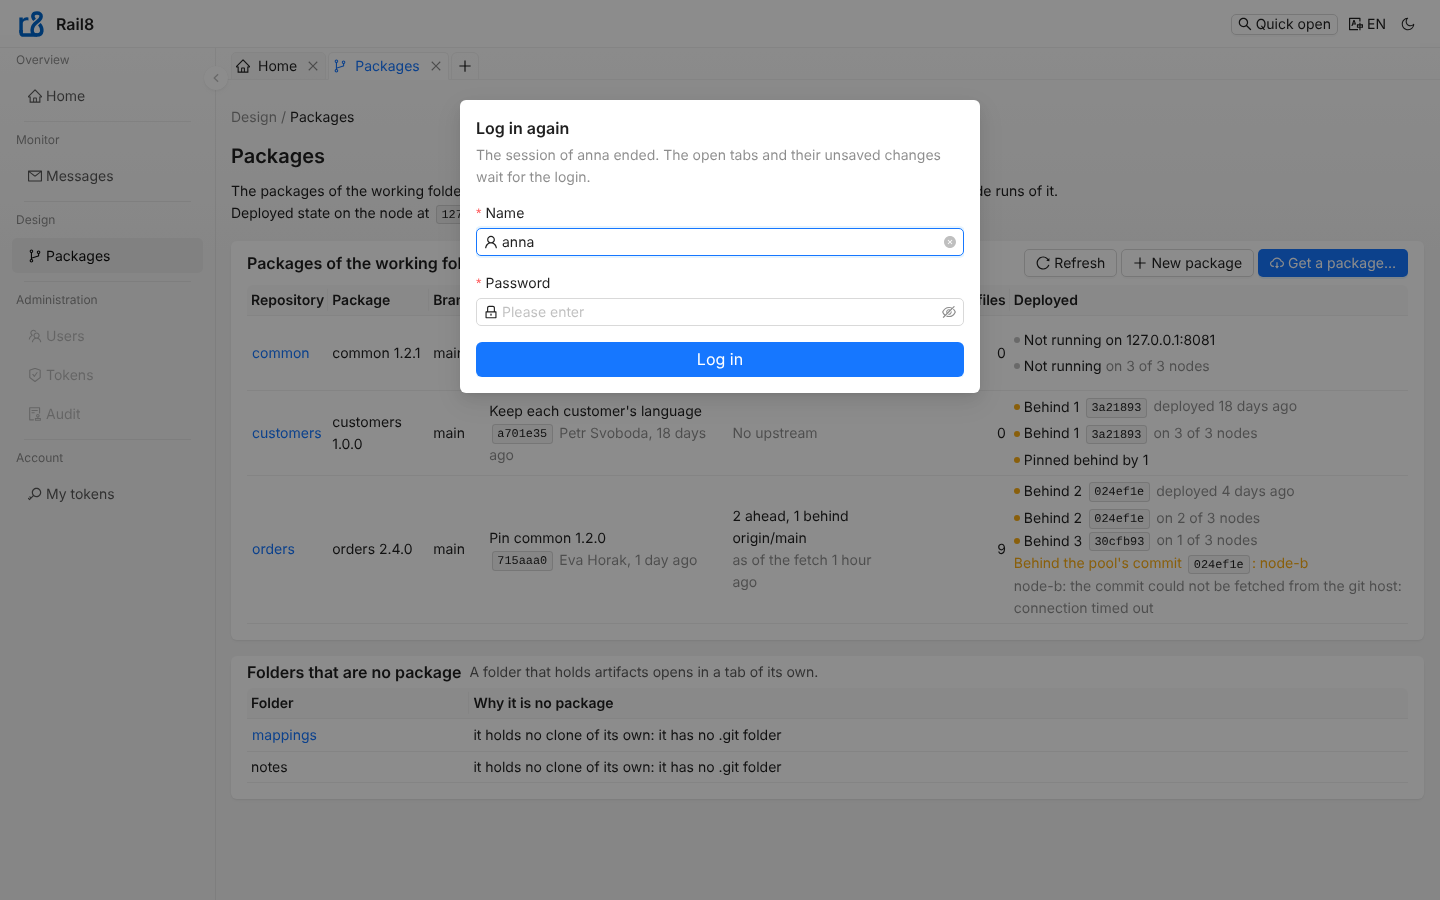 Rail8
Quick open
EN
Overview
Home
Monitor
Messages
Design
Packages
Administration
Users
Tokens
Audit
Account
My tokens
Home
Packages
Design / Packages
Packages
The packages of the working folde
de runs of it.
Deployed state on the node at 127
Log in again
The session of anna ended. The open tabs and their unsaved changes
wait for the login.
* Name
anna
* Password
Please enter
Log in
Packages of the working fol
Refresh
New package
Get a package...
Repository Package Bran files Deployed
common common 1.2.1 main 0
Not running on 127.0.0.1:8081
Not running on 3 of 3 nodes
customers
customers
1.0.0
main
Keep each customer's language
a701e35 Petr Svoboda, 18 days
ago
No upstream
0
Behind 1 3a21893 deployed 18 days ago
Behind 1 3a21893 on 3 of 3 nodes
Pinned behind by 1
orders orders 2.4.0 main
Pin common 1.2.0
715aaa0 Eva Horak, 1 day ago
2 ahead, 1 behind
origin/main
as of the fetch 1 hour
ago
9
Behind 2 024ef1e deployed 4 days ago
Behind 2 024ef1e on 2 of 3 nodes
Behind 3 30cfb93 on 1 of 3 nodes
Behind the pool's commit 024ef1e : node-b
node-b: the commit could not be fetched from the git host:
connection timed out
Folders that are no package A folder that holds artifacts opens in a tab of its own.
Folder Why it is no package
mappings it holds no clone of its own: it has no .git folder
notes it holds no clone of its own: it has no .git folder